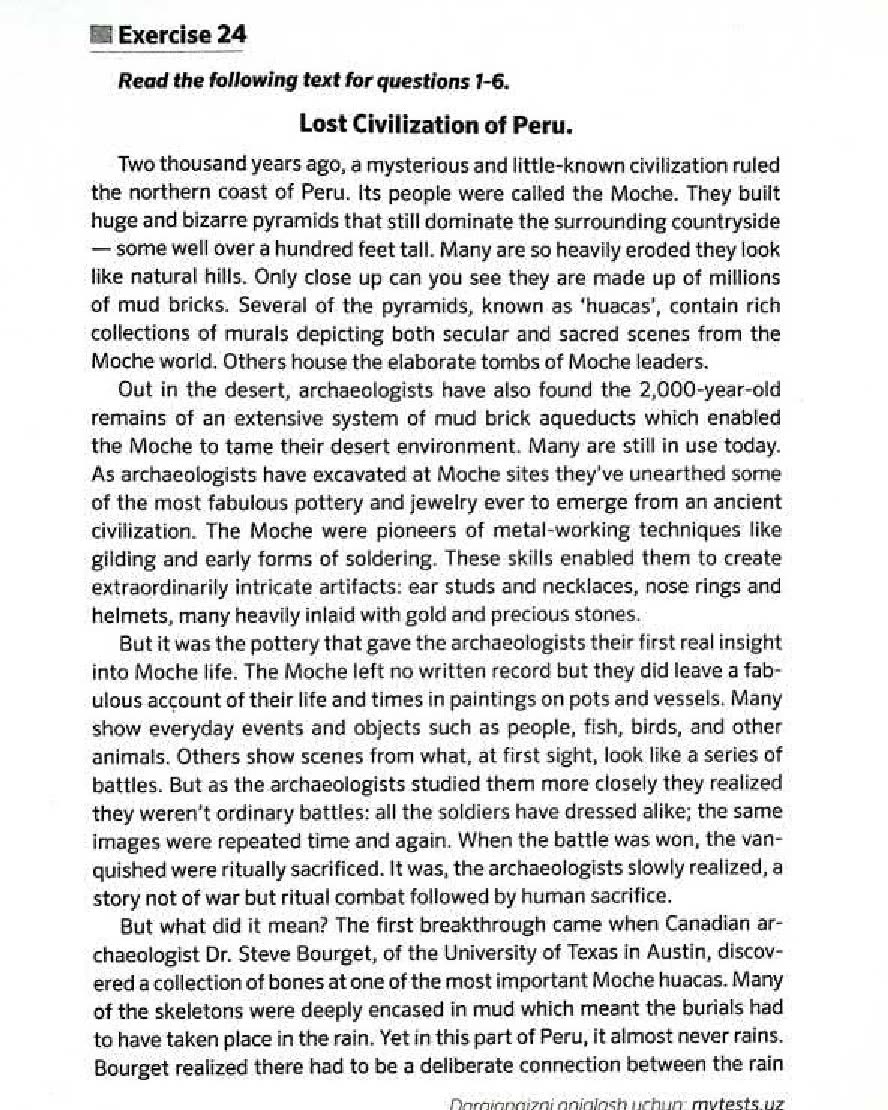 Exercise 24
Read the following text for questions 1-6.
Lost Civilization of Peru.
Two thousand years ago, a mysterious and little-known civilization ruled
the northern coast of Peru. Its people were called the Moche. They built
huge and bizarre pyramids that still dominate the surrounding countryside
— some well over a hundred feet tall. Many are so heavily eroded they look
like natural hills. Only close up can you see they are made up of millions
of mud bricks. Several of the pyramids, known as 'huacas', contain rich
collections of murals depicting both secular and sacred scenes from the
Moche world. Others house the elaborate tombs of Moche leaders.
Out in the desert, archaeologists have also found the 2,000-year-old
remains of an extensive system of mud brick aqueducts which enabled
the Moche to tame their desert environment. Many are still in use today.
As archaeologists have excavated at Moche sites they've unearthed some
of the most fabulous pottery and jewelry ever to emerge from an ancient
civilization. The Moche were pioneers of metal-working techniques like
gilding and early forms of soldering. These skills enabled them to create
extraordinarily intricate artifacts: ear studs and necklaces, nose rings and
helmets, many heavily inlaid with gold and precious stones.
But it was the pottery that gave the archaeologists their first real insight
into Moche life. The Moche left no written record but they did leave a fab-
ulous account of their life and times in paintings on pots and vessels. Many
show everyday events and objects such as people, fish, birds, and other
animals. Others show scenes from what, at first sight, look like a series of
battles. But as the archaeologists studied them more closely they realized
they weren't ordinary battles: all the soldiers have dressed alike; the same
images were repeated time and again. When the battle was won, the van-
quished were ritually sacrificed. It was, the archaeologists slowly realized, a
story not of war but ritual combat followed by human sacrifice.
But what did it mean? The first breakthrough came when Canadian ar-
chaeologist Dr. Steve Bourget, of the University of Texas in Austin, discov-
ered a collection of bones at one of the most important Moche huacas. Many
of the skeletons were deeply encased in mud which meant the burials had
to have taken place in the rain. Yet in this part of Peru, it almost never rains.
Bourget realized there had to be a deliberate connection between the rain
Darajangizni aniqlash uchun: mytests.uz